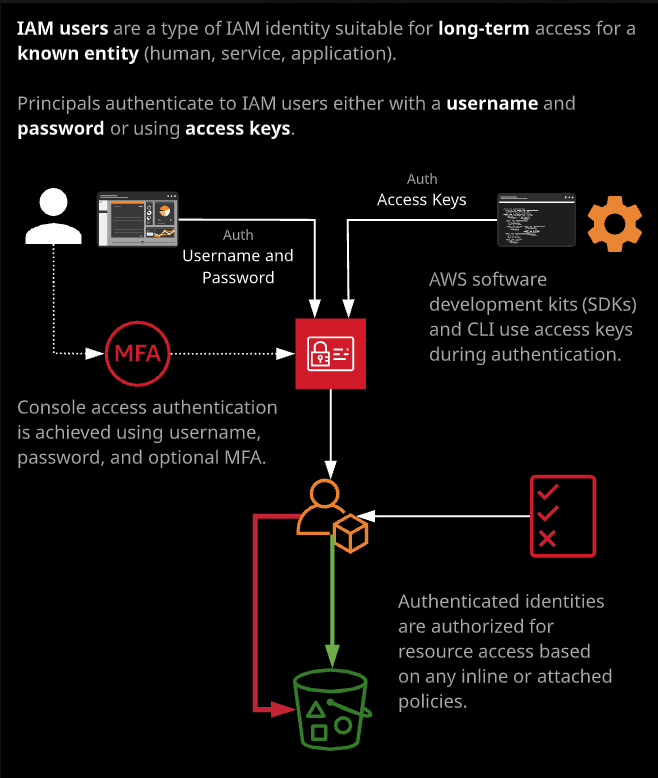 IAM users are a type of IAM identity suitable for long-term access for a
known entity (human, service, application).
Principals authenticate to IAM users either with a username and
password or using access keys.
Auth
Access Keys
Auth
Username and
Password
AWS software
development kits (SDKs)
and CLI use access keys
during authentication.
MFA
Console access authentication
is achieved using username,
password, and optional MFA.
Authenticated identities
are authorized for
resource access based
on any inline or attached
policies.